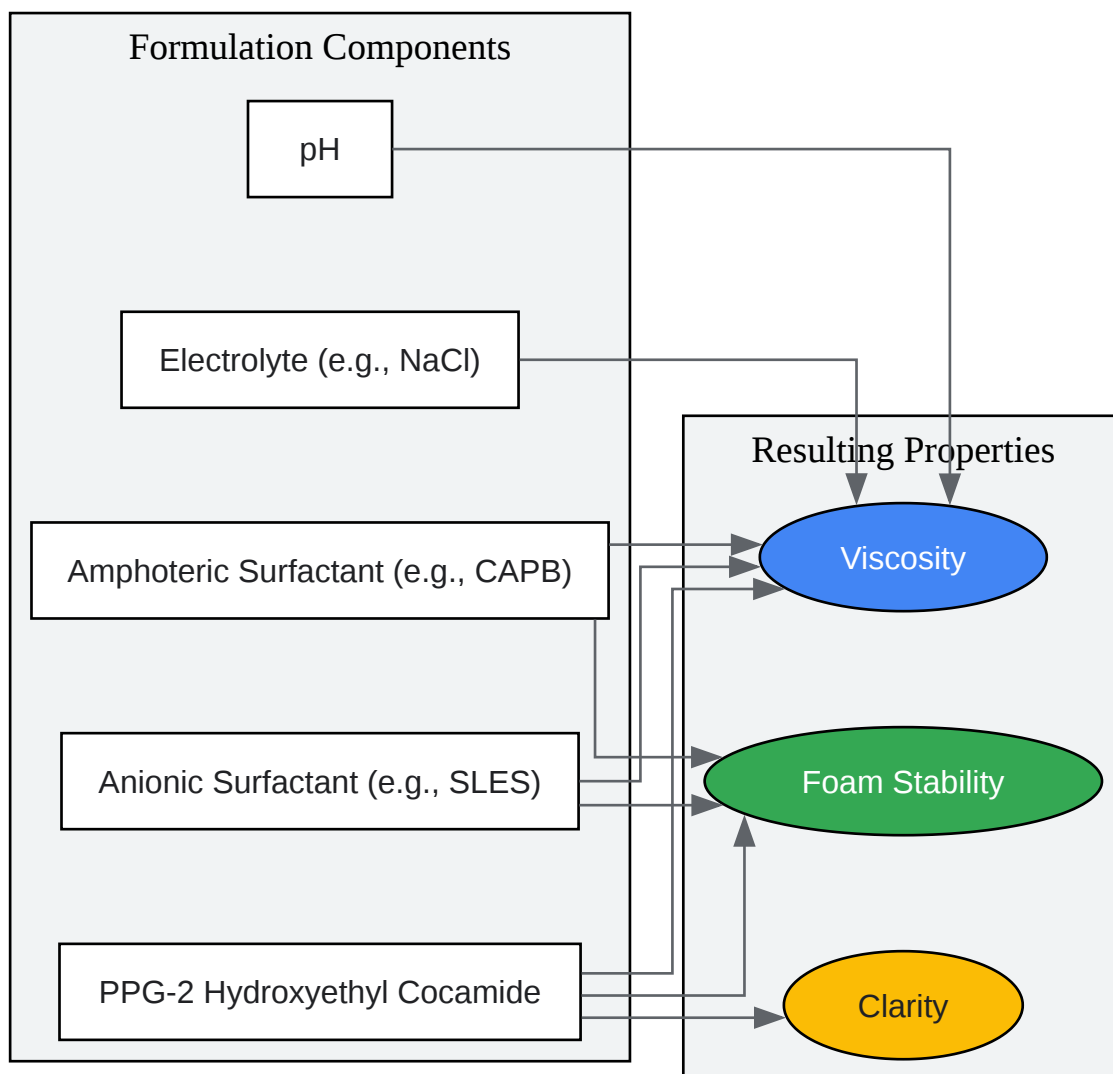 Formulation Components
pH
Electrolyte (e.g., NaCl)
Amphoteric Surfactant (e.g., CAPB)
Anionic Surfactant (e.g., SLES)
PPG-2 Hydroxyethyl Cocamide
Resulting Properties
Viscosity
Foam Stability
Clarity